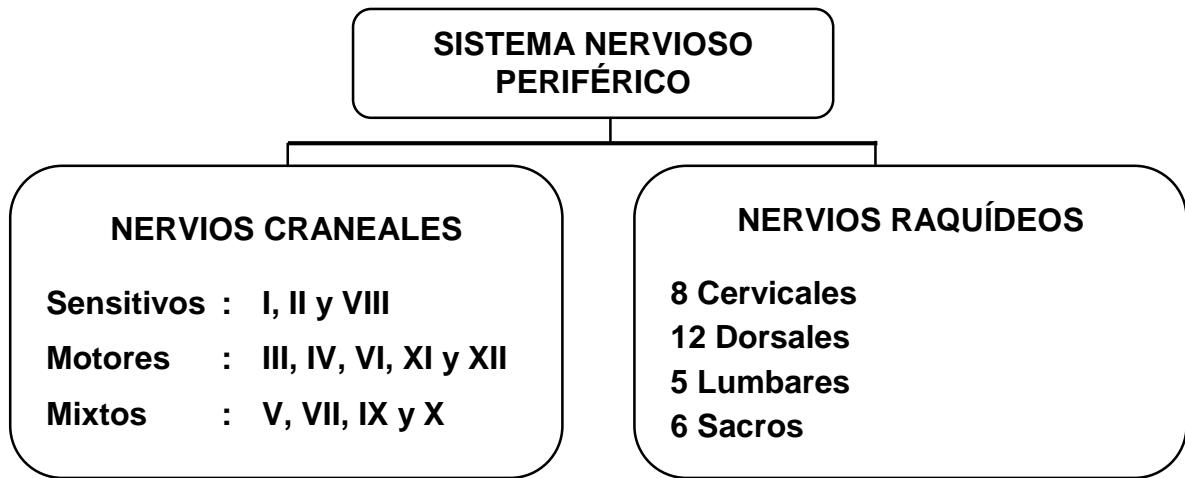 SISTEMA NERVIOSO
PERIFÉRICO
NERVIOS CRANEALES
Sensitivos : I, II y VIII
Motores : III, IV, VI, XI y XII
Mixtos : V, VII, IX y X
NERVIOS RAQUÍDEOS
8 Cervicales
12 Dorsales
5 Lumbares
6 Sacros